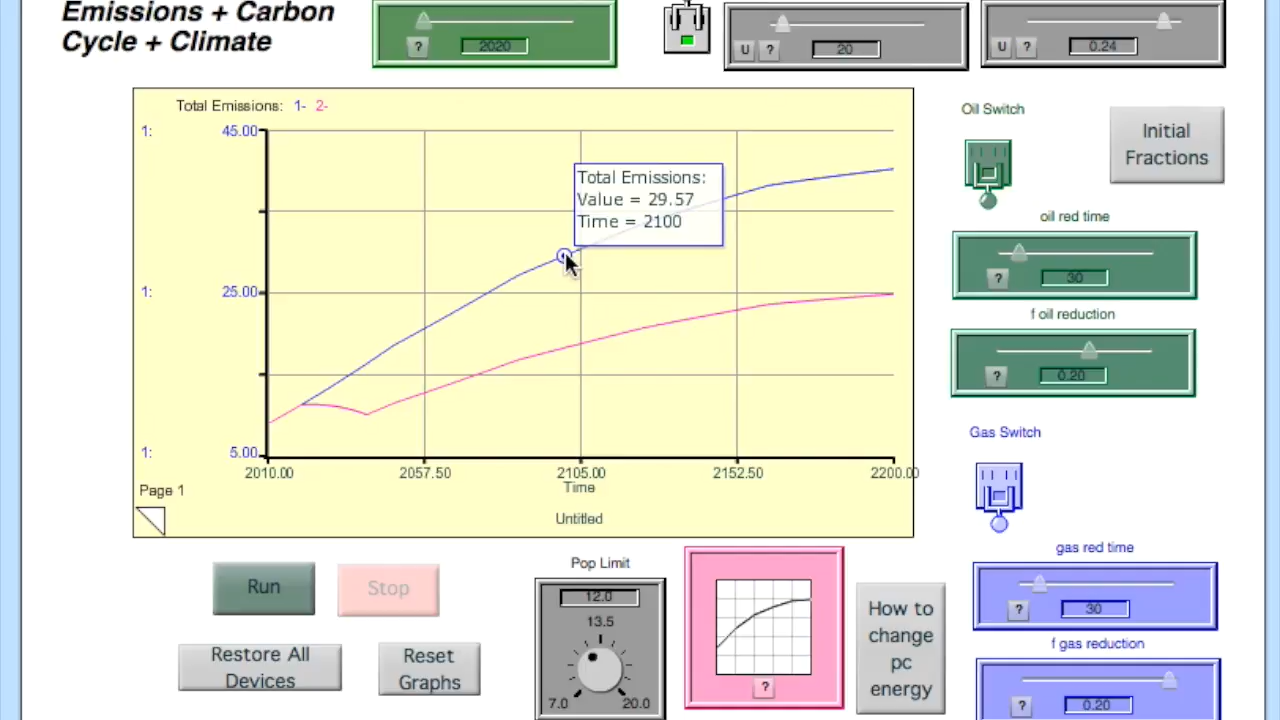 Emissions + Carbon
Cycle + Climate
?
2020
U ? 20
U ? 0.24
Total Emissions: 1- 2-
1: 45.00
1: 25.00
1: 5.00
Total Emissions:
Value = 29.57
Time = 2100
2010.00 2057.50 2105.00 2152.50 2200.00
Time
Page 1
Untitled
Oil Switch
Initial
Fractions
oil red time
? 30
f oil reduction
? 0.20
Gas Switch
gas red time
? 30
f gas reduction
? 0.20
Run
Stop
Restore All
Devices
Reset
Graphs
Pop Limit
12.0
13.5
7.0 20.0
?
How to
change
pc
energy